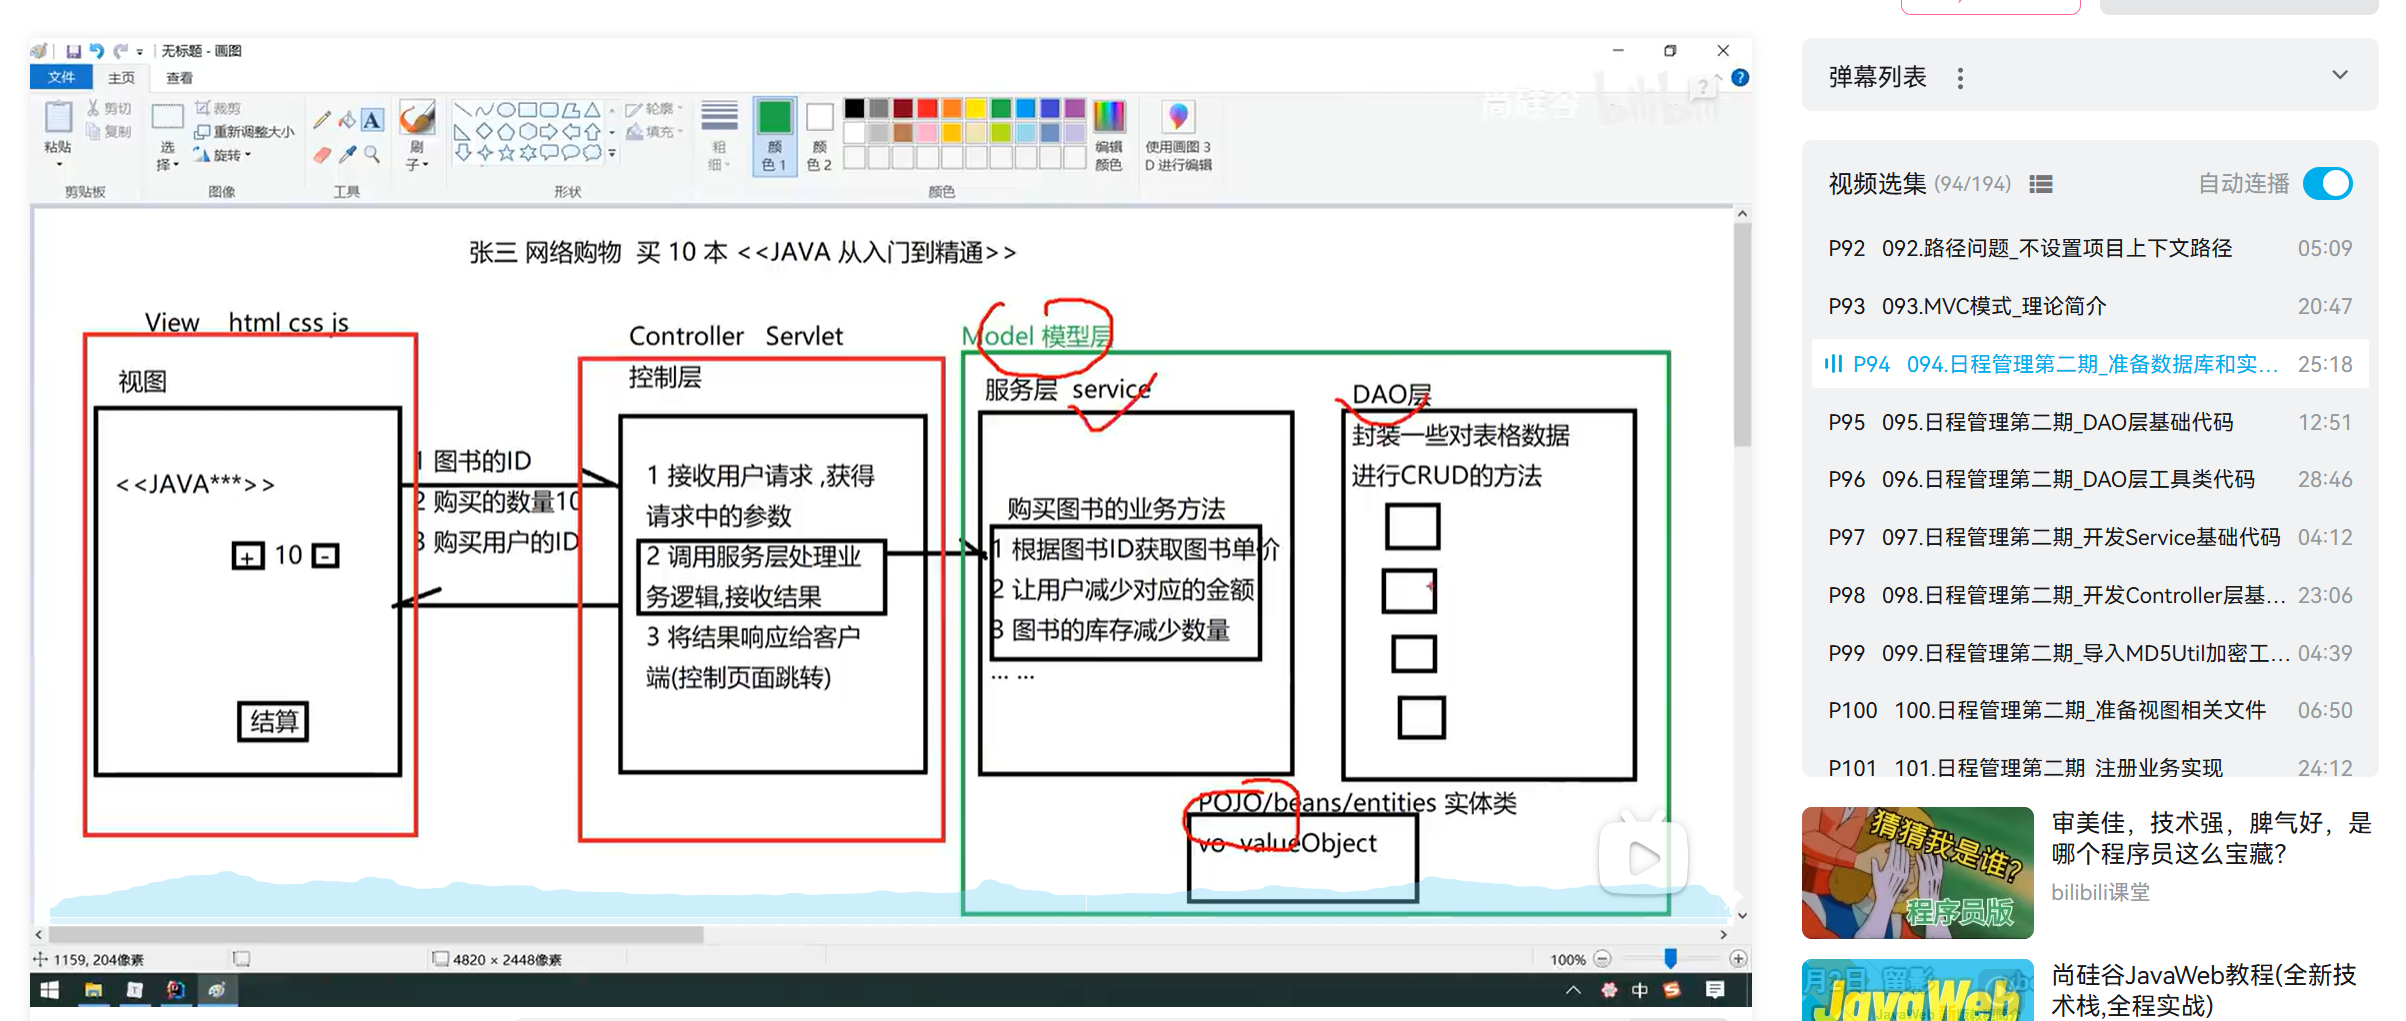 无标题 - 画图
文件 主页 查看
粘贴
剪切
复制
剪贴板
选择
裁剪
重新调整大小
旋转
图像
工具
刷子
形状
轮廓
填充
粗细
颜色1
颜色2
颜色
编辑颜色
使用画图 3D 进行编辑
尚硅谷 bilibili
张三 网络购物 买 10 本 <<JAVA 从入门到精通>>
View html css js
视图
<<JAVA***>>
+ 10 -
结算
1 图书的ID
2 购买的数量10
3 购买用户的ID
Controller Servlet
控制层
1 接收用户请求 ,获得
请求中的参数
2 调用服务层处理业
务逻辑,接收结果
3 将结果响应给客户
端(控制页面跳转)
Model 模型层
服务层 service
购买图书的业务方法
1 根据图书ID获取图书单价
2 让用户减少对应的金额
3 图书的库存减少数量
... ...
DAO层
封装一些对表格数据
进行CRUD的方法
POJO/beans/entities 实体类
vo valueObject
1159, 204像素
4820 × 2448像素
100%
中
弹幕列表
视频选集 (94/194) 自动连播
P92 092.路径问题_不设置项目上下文路径 05:09
P93 093.MVC模式_理论简介 20:47
P94 094.日程管理第二期_准备数据库和实... 25:18
P95 095.日程管理第二期_DAO层基础代码 12:51
P96 096.日程管理第二期_DAO层工具类代码 28:46
P97 097.日程管理第二期_开发Service基础代码 04:12
P98 098.日程管理第二期_开发Controller层基... 23:06
P99 099.日程管理第二期_导入MD5Util加密工... 04:39
P100 100.日程管理第二期_准备视图相关文件 06:50
P101 101.日程管理第二期_注册业务实现 24:12
猜猜我是谁?
程序员版
审美佳，技术强，脾气好，是
哪个程序员这么宝藏？
bilibili课堂
JavaWeb
尚硅谷JavaWeb教程(全新技
术栈,全程实战)